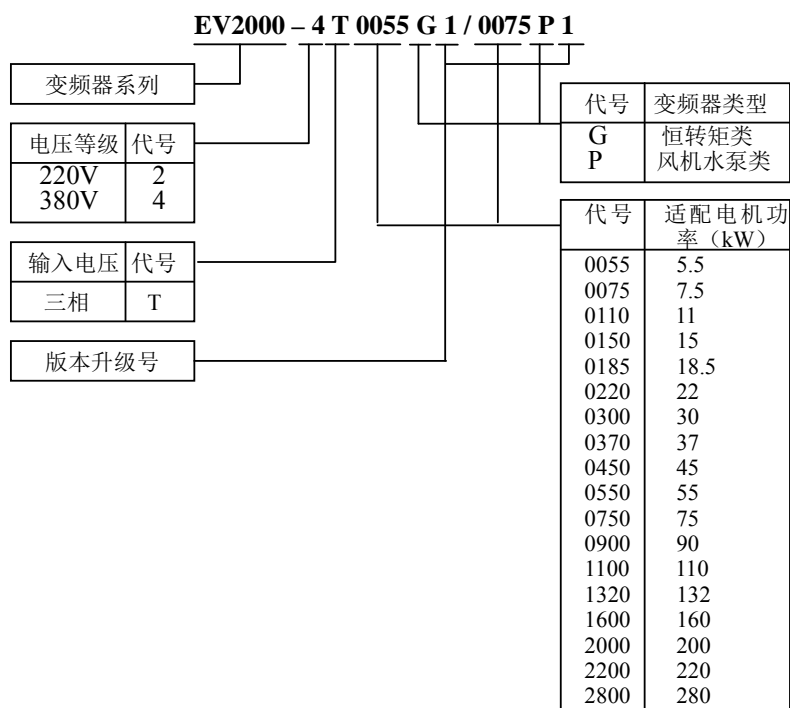 EV2000 – 4 T 0055 G 1 / 0075 P 1
变频器系列
电压等级 代号
220V 2
380V 4
输入电压 代号
三相 T
版本升级号
代号 变频器类型
G 恒转矩类
P 风机水泵类
代号 适配电机功
率（kW）
0055 5.5
0075 7.5
0110 11
0150 15
0185 18.5
0220 22
0300 30
0370 37
0450 45
0550 55
0750 75
0900 90
1100 110
1320 132
1600 160
2000 200
2200 220
2800 280